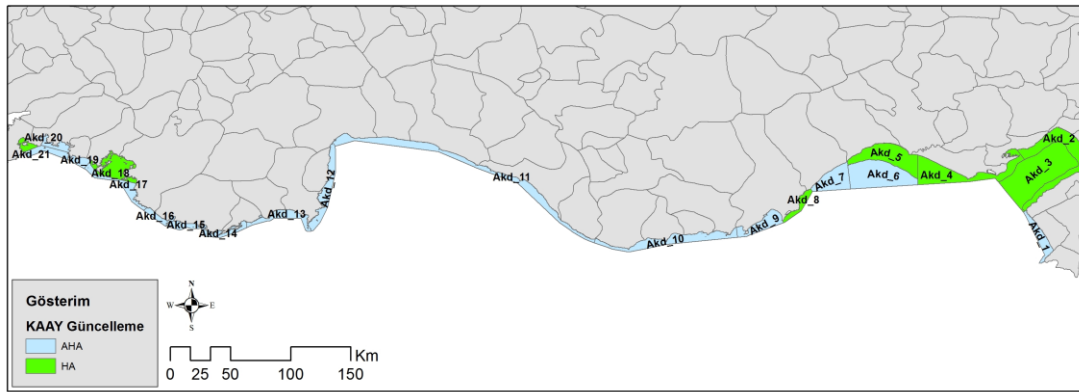 Akd_20
Akd_21
Akd_19
Akd_18
Akd_17
Akd_16
Akd_15
Akd_14
Akd_13
Akd_12
Akd_11
Akd_10
Akd_9
Akd_8
Akd_7
Akd_6
Akd_5
Akd_4
Akd_3
Akd_2
Akd_1
Gösterim
KAAY Güncelleme
AHA
HA
N
W E
S
Km
0 25 50 100 150